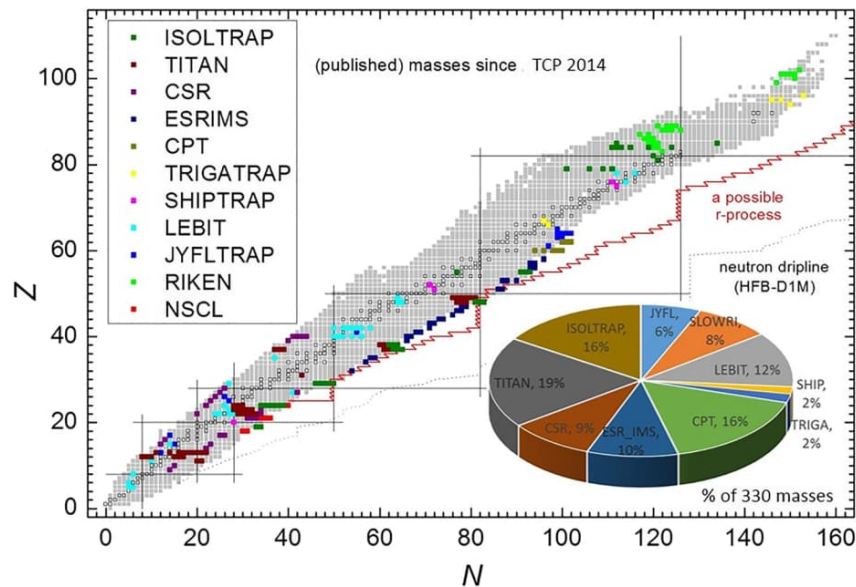 ISOLTRAP
TITAN
CSR
ESRIMS
CPT
TRIGATRAP
SHIPTRAP
LEBIT
JYFLTRAP
RIKEN
NSCL
(published) masses since TCP 2014
a possible
r-process
neutron dripline
(HFB-D1M)
ISOLTRAP,
16%
JYFL,
6%
SLOWRI,
8%
LEBIT, 12%
SHIP,
2%
TRIGA,
2%
CPT, 16%
ESR_IMS,
10%
CSR, 9%
TITAN, 19%
% of 330 masses
Z
100
80
60
40
20
0
0 20 40 60 80 100 120 140 160
N